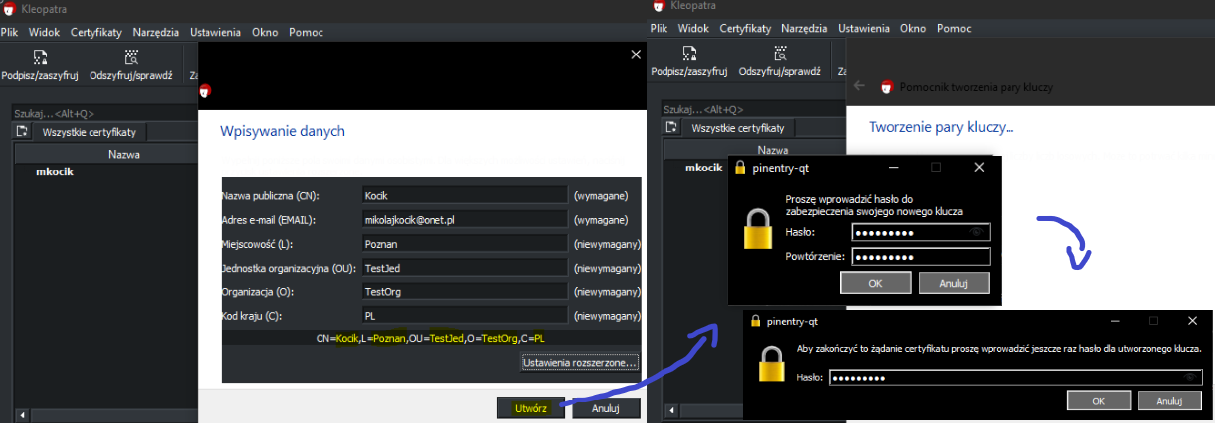 Kleopatra
Plik Widok Certyfikaty Narzędzia Ustawienia Okno Pomoc
Podpisz/zaszyfruj Odszyfruj/sprawdź Za
Szukaj...<Alt+Q>
Wszystkie certyfikaty
Nazwa
mkocik
Wpisywanie danych
Nazwa publiczna (CN): Kocik (wymagane)
Adres e-mail (EMAIL): mikolajkocik@onet.pl (wymagane)
Miejscowość (L): Poznan (niewymagany)
Jednostka organizacyjna (OU): TestJed (niewymagany)
Organizacja (O): TestOrg (niewymagany)
Kod kraju (C): PL (niewymagany)
CN=Kocik,L=Poznan,OU=TestJed,O=TestOrg,C=PL
Ustawienia rozszerzone...
Utwórz Anuluj
Kleopatra
Plik Widok Certyfikaty Narzędzia Ustawienia Okno Pomoc
Podpisz/zaszyfruj Odszyfruj/sprawdź Za
Pomocnik tworzenia pary kluczy
Szukaj...<Alt+Q>
Wszystkie certyfikaty
Nazwa
mkocik
Tworzenie pary kluczy...
pinentry-qt
Proszę wprowadzić hasło do
zabezpieczenia swojego nowego klucza
Hasło: ●●●●●●●●●
Powtórzenie: ●●●●●●●●●
OK Anuluj
pinentry-qt
Aby zakończyć to żądanie certyfikatu proszę wprowadzić jeszcze raz hasło dla utworzonego klucza.
Hasło: ●●●●●●●●●
OK Anuluj